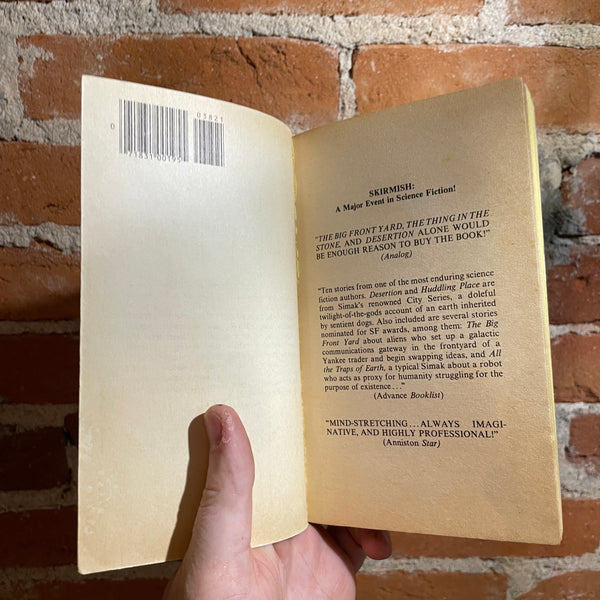 03821
0
71831 00195
SKIRMISH:
A Major Event in Science Fiction!
"THE BIG FRONT YARD, THE THING IN THE
STONE, AND DESERTION ALONE WOULD
BE ENOUGH REASON TO BUY THE BOOK!"
(Analog)
"Ten stories from one of the most enduring science
fiction authors. Desertion and Huddling Place are
from Simak's renowned City Series, a doleful
twilight-of-the-gods account of an earth inherited
by sentient dogs. Also included are several stories
nominated for SF awards, among them: The Big
Front Yard about aliens who set up a galactic
communications gateway in the frontyard of a
Yankee trader and begin swapping ideas, and All
the Traps of Earth, a typical Simak about a robot
who acts as proxy for humanity struggling for the
purpose of existence..."
(Advance Booklist)
"MIND-STRETCHING...ALWAYS IMAGI-
NATIVE, AND HIGHLY PROFESSIONAL!"
(Anniston Star)